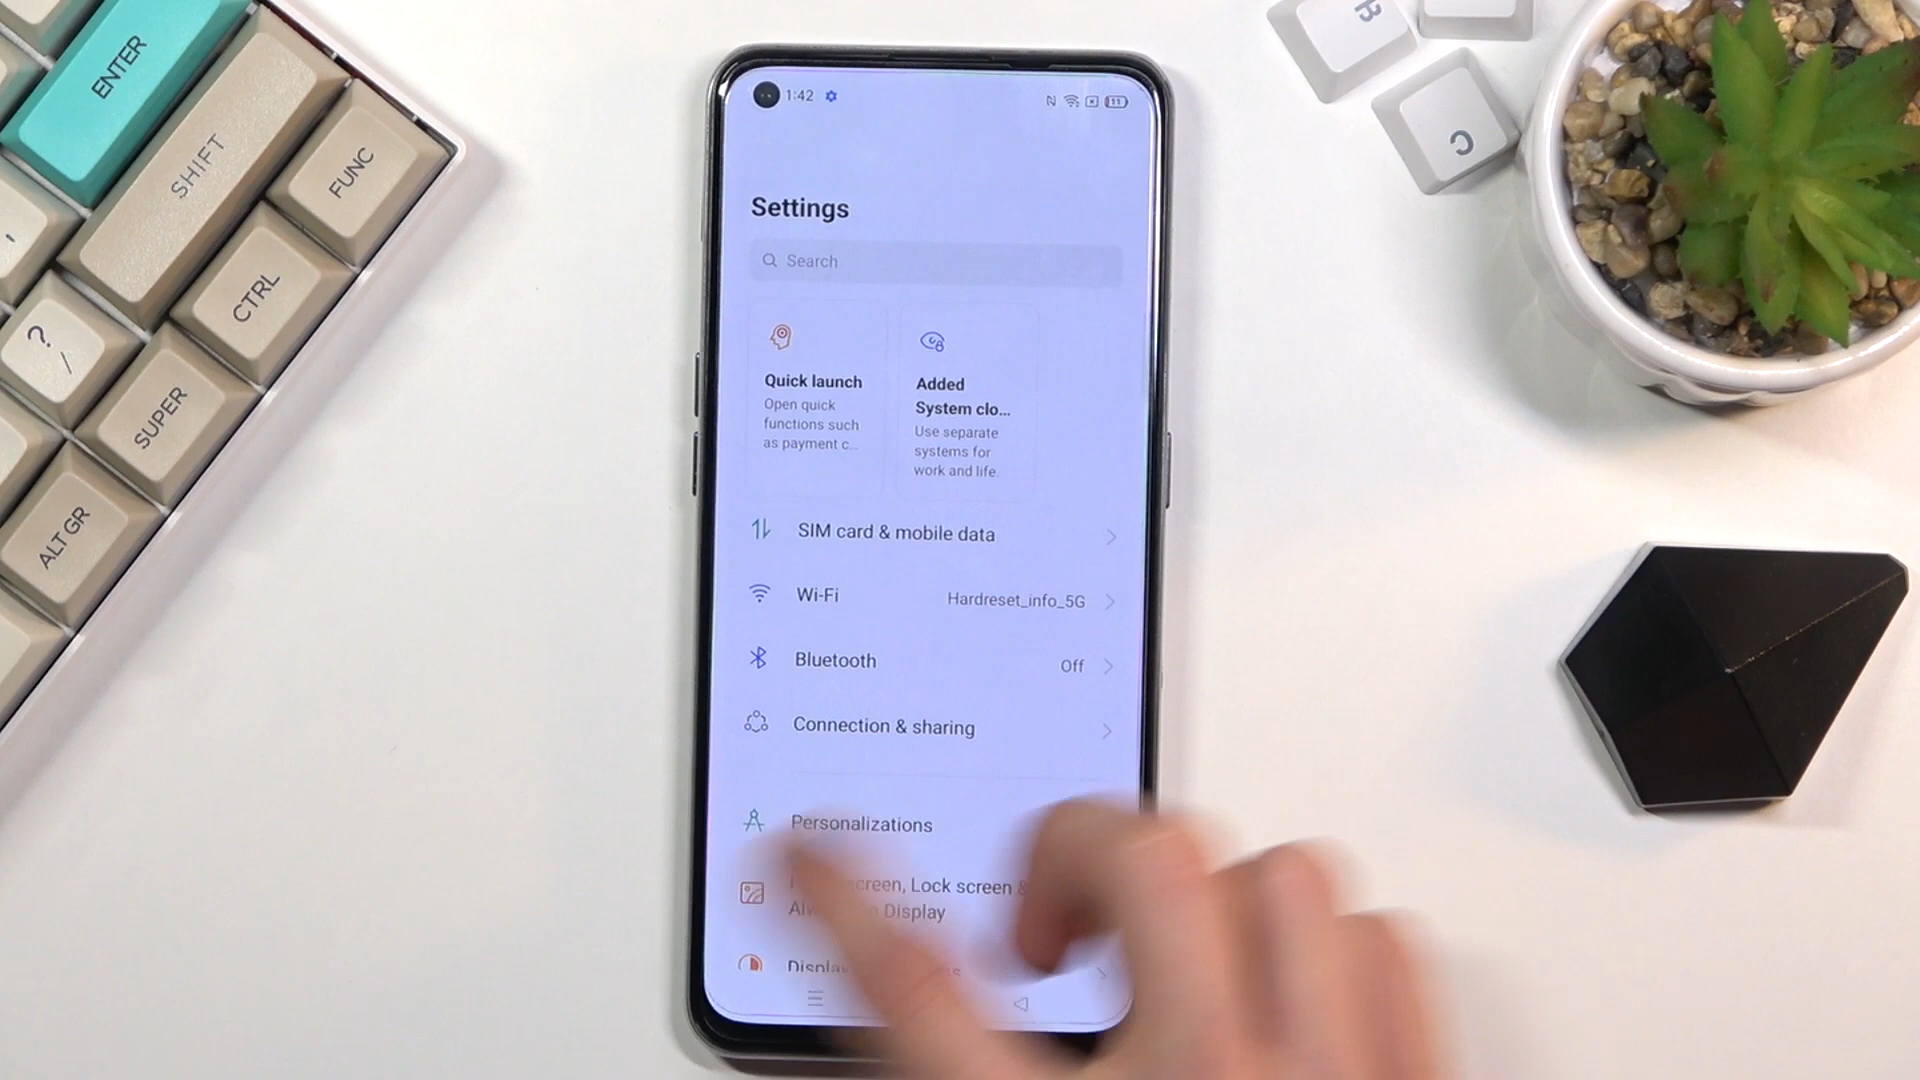 ENTER
SHIFT
FUNC
CTRL
?
/
SUPER
ALT GR
,
R
C
1:42
11
Settings
Search
Quick launch
Open quick
functions such
as payment c...
Added
System clo...
Use separate
systems for
work and life.
SIM card & mobile data
Wi-Fi Hardreset_info_5G
Bluetooth Off
Connection & sharing
Personalizations
creen, Lock screen &
Display